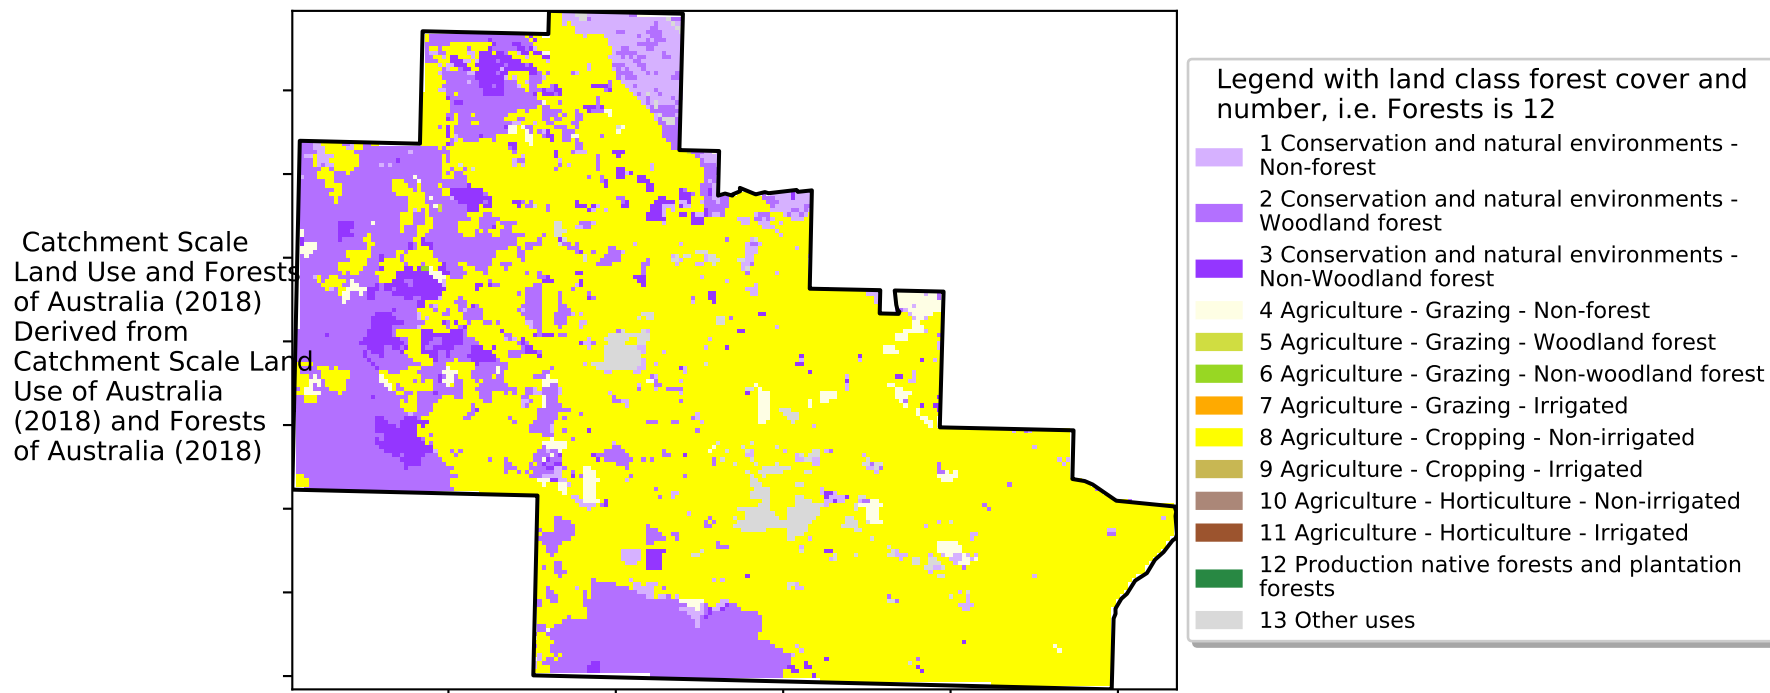 Catchment Scale
Land Use and Forests
of Australia (2018)
Derived from
Catchment Scale Land
Use of Australia
(2018) and Forests
of Australia (2018)
Legend with land class forest cover and
number, i.e. Forests is 12
1 Conservation and natural environments -
Non-forest
2 Conservation and natural environments -
Woodland forest
3 Conservation and natural environments -
Non-Woodland forest
4 Agriculture - Grazing - Non-forest
5 Agriculture - Grazing - Woodland forest
6 Agriculture - Grazing - Non-woodland forest
7 Agriculture - Grazing - Irrigated
8 Agriculture - Cropping - Non-irrigated
9 Agriculture - Cropping - Irrigated
10 Agriculture - Horticulture - Non-irrigated
11 Agriculture - Horticulture - Irrigated
12 Production native forests and plantation
forests
13 Other uses